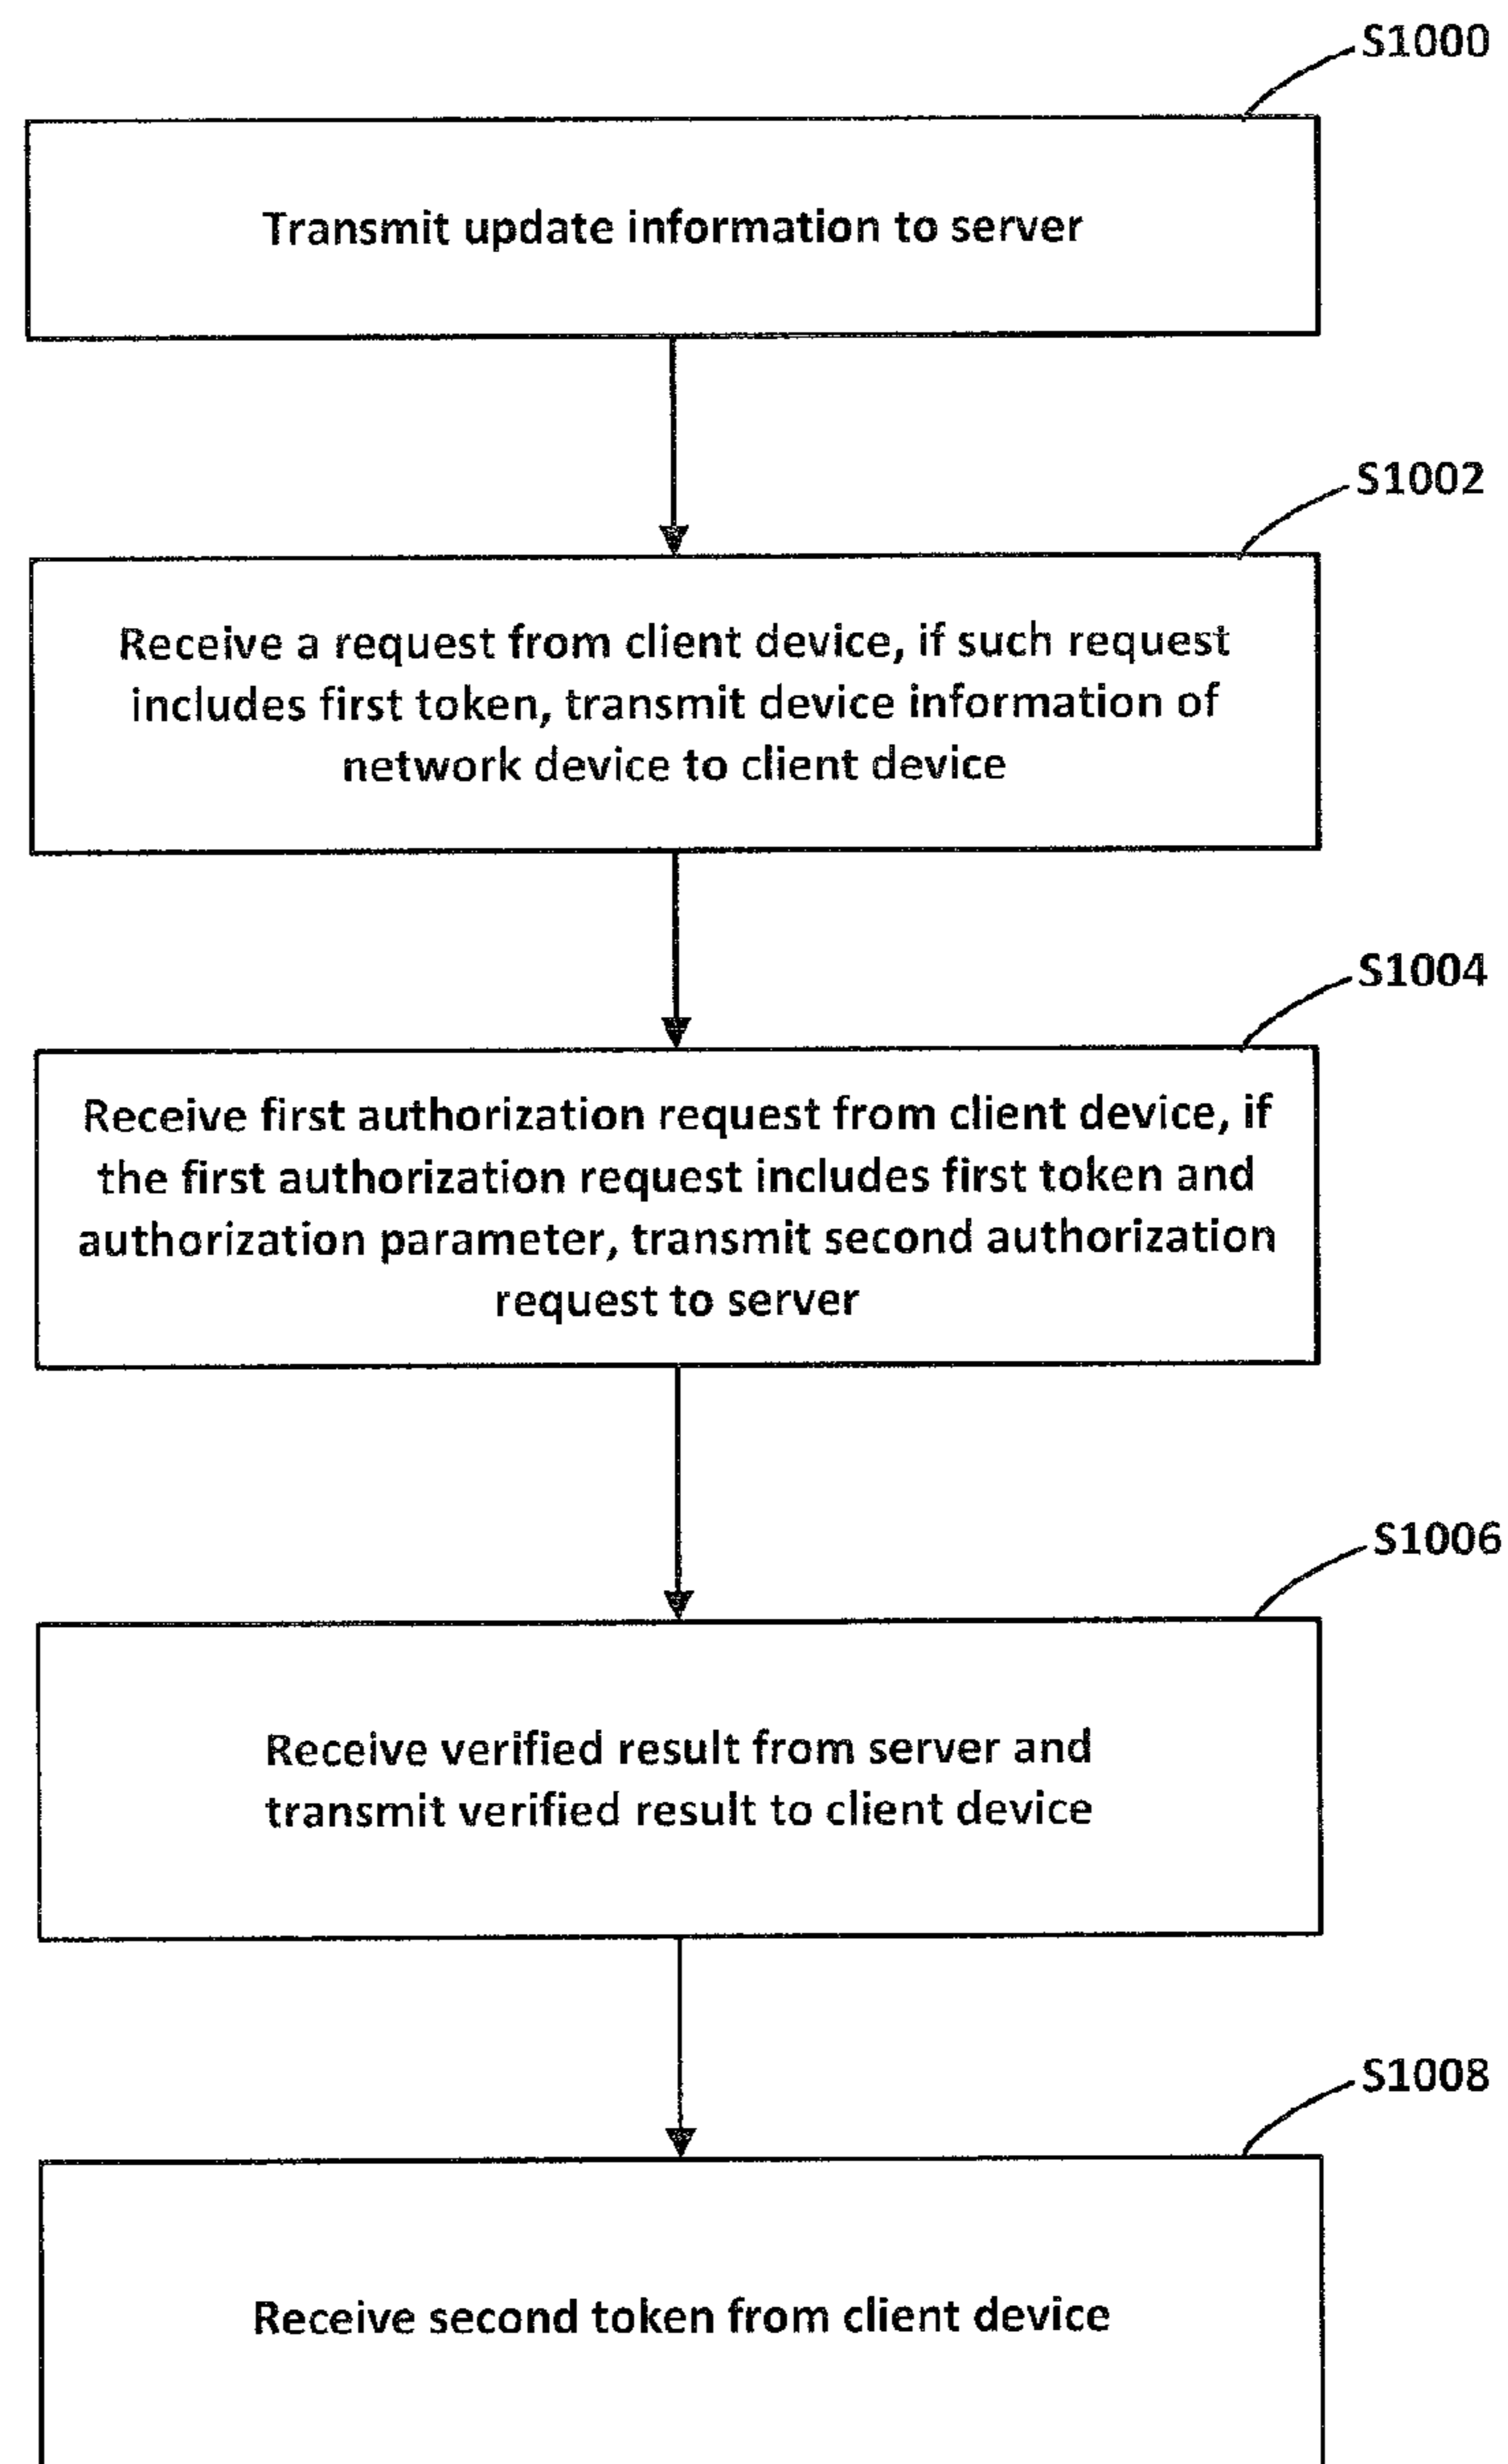 S1000
Transmit update information to server
S1002
Receive a request from client device, if such request
includes first token, transmit device information of
network device to client device
S1004
Receive first authorization request from client device, if
the first authorization request includes first token and
authorization parameter, transmit second authorization
request to server
S1006
Receive verified result from server and
transmit verified result to client device
S1008
Receive second token from client device